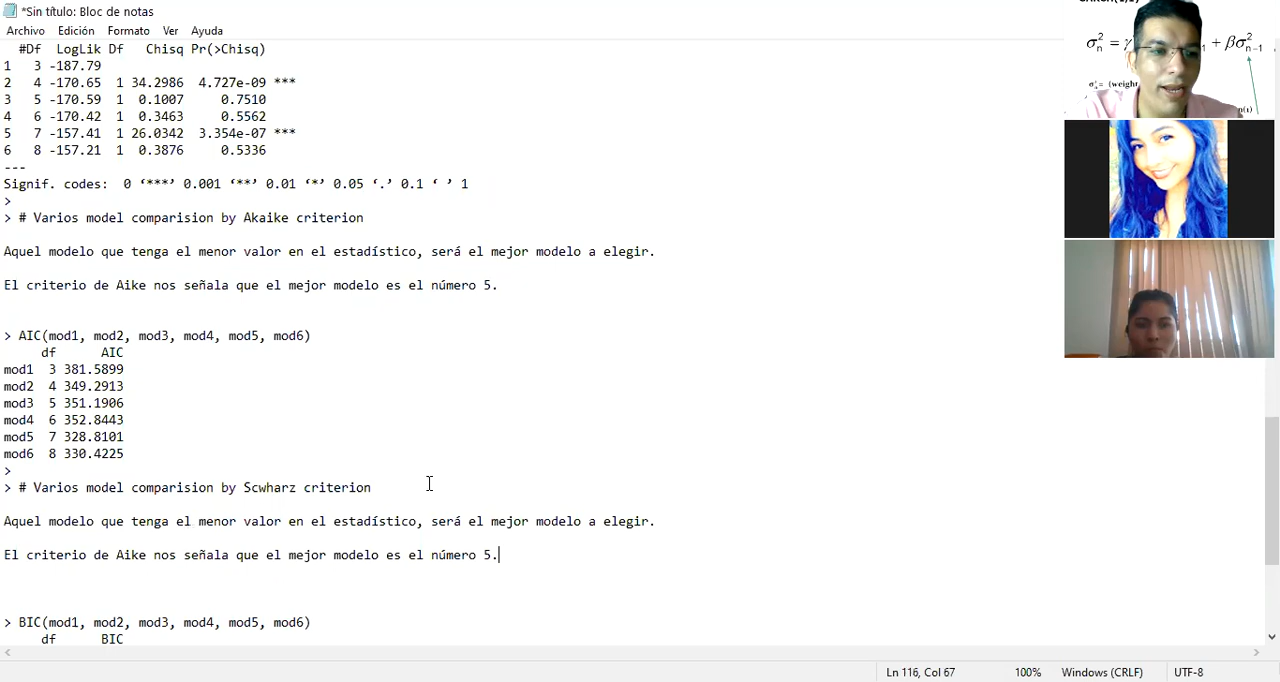 *Sin título: Bloc de notas
Archivo Edición Formato Ver Ayuda
#Df LogLik Df Chisq Pr(>Chisq)
1 3 -187.79
2 4 -170.65 1 34.2986 4.727e-09 ***
3 5 -170.59 1 0.1007 0.7510
4 6 -170.42 1 0.3463 0.5562
5 7 -157.41 1 26.0342 3.354e-07 ***
6 8 -157.21 1 0.3876 0.5336
---
Signif. codes: 0 ‘***’ 0.001 ‘**’ 0.01 ‘*’ 0.05 ‘.’ 0.1 ‘ ’ 1
>
> # Varios model comparision by Akaike criterion
Aquel modelo que tenga el menor valor en el estadístico, será el mejor modelo a elegir.
El criterio de Aike nos señala que el mejor modelo es el número 5.
> AIC(mod1, mod2, mod3, mod4, mod5, mod6)
df AIC
mod1 3 381.5899
mod2 4 349.2913
mod3 5 351.1906
mod4 6 352.8443
mod5 7 328.8101
mod6 8 330.4225
>
> # Varios model comparision by Scwharz criterion
Aquel modelo que tenga el menor valor en el estadístico, será el mejor modelo a elegir.
El criterio de Aike nos señala que el mejor modelo es el número 5.
> BIC(mod1, mod2, mod3, mod4, mod5, mod6)
df BIC
Ln 116, Col 67 100% Windows (CRLF) UTF-8
σ²n = γ + βσ²n-1
(weight